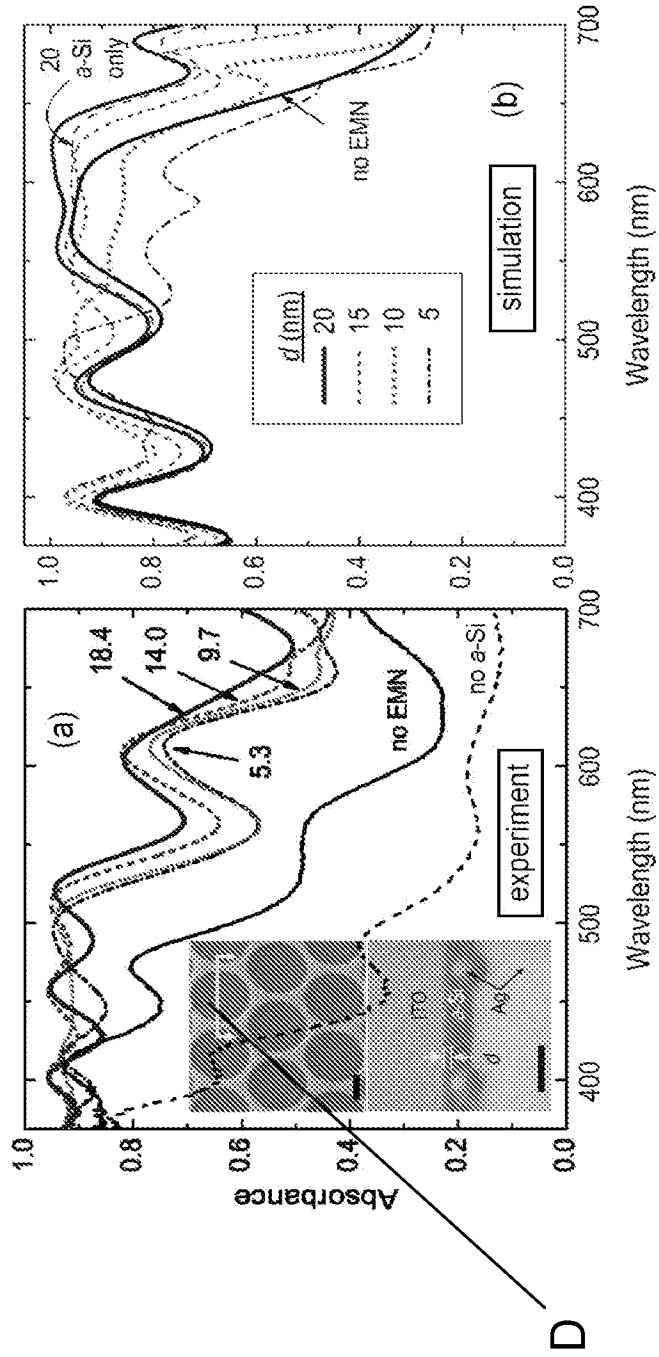 (a)
18.4
14.0
9.7
5.3
no EMN
no a-Si
experiment
ITO
Ag
d
Absorbance
1.0
0.8
0.6
0.4
0.2
0.0
400
500
600
700
Wavelength (nm)
D
20
a-Si
only
(b)
no EMN
simulation
d (nm)
20
15
10
5
1.0
0.8
0.6
0.4
0.2
0.0
400
500
600
700
Wavelength (nm)